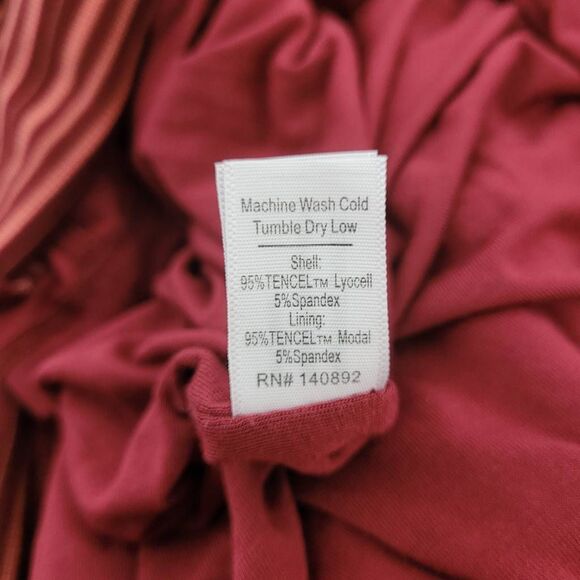 Machine Wash Cold
Tumble Dry Low
Shell:
95%TENCEL™ Lyocell
5%Spandex
Lining:
95%TENCEL™ Modal
5%Spandex
RN# 140892